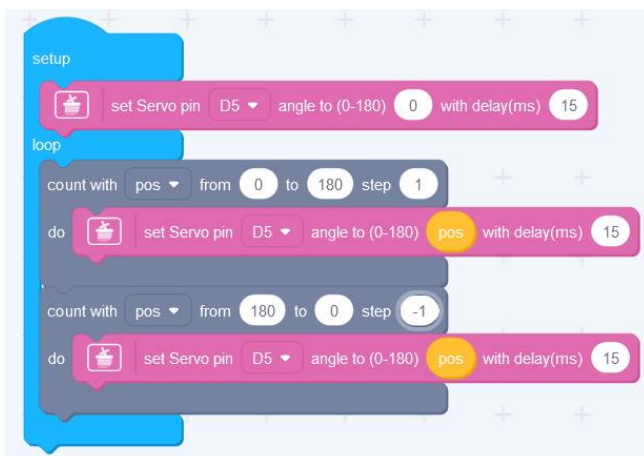 setup
set Servo pin D5 angle to (0-180) 0 with delay(ms) 15
loop
count with pos from 0 to 180 step 1
do set Servo pin D5 angle to (0-180) pos with delay(ms) 15
count with pos from 180 to 0 step -1
do set Servo pin D5 angle to (0-180) pos with delay(ms) 15